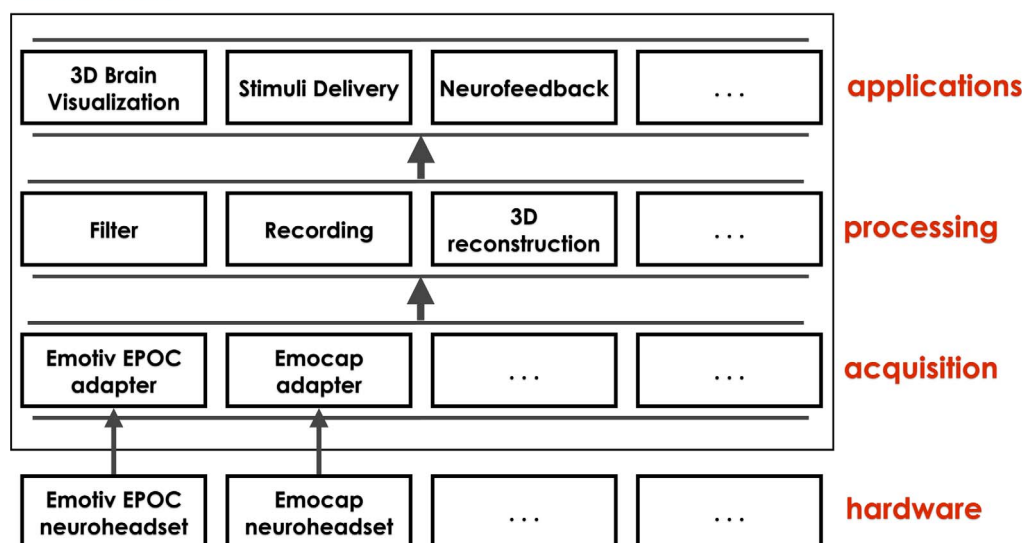 3D Brain
Visualization
Stimuli Delivery
Neurofeedback
. . .
applications
Filter
Recording
3D
reconstruction
. . .
processing
Emotiv EPOC
adapter
Emocap
adapter
. . .
. . .
acquisition
Emotiv EPOC
neuroheadset
Emocap
neuroheadset
. . .
. . .
hardware